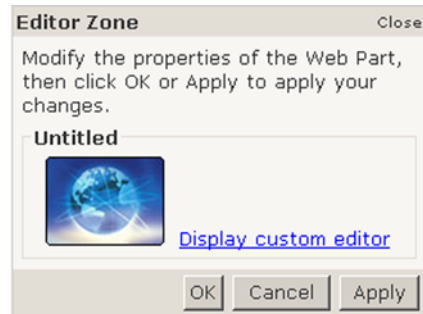 Editor Zone Close
Modify the properties of the Web Part,
then click OK or Apply to apply your
changes.
Untitled
Display custom editor
OK Cancel Apply